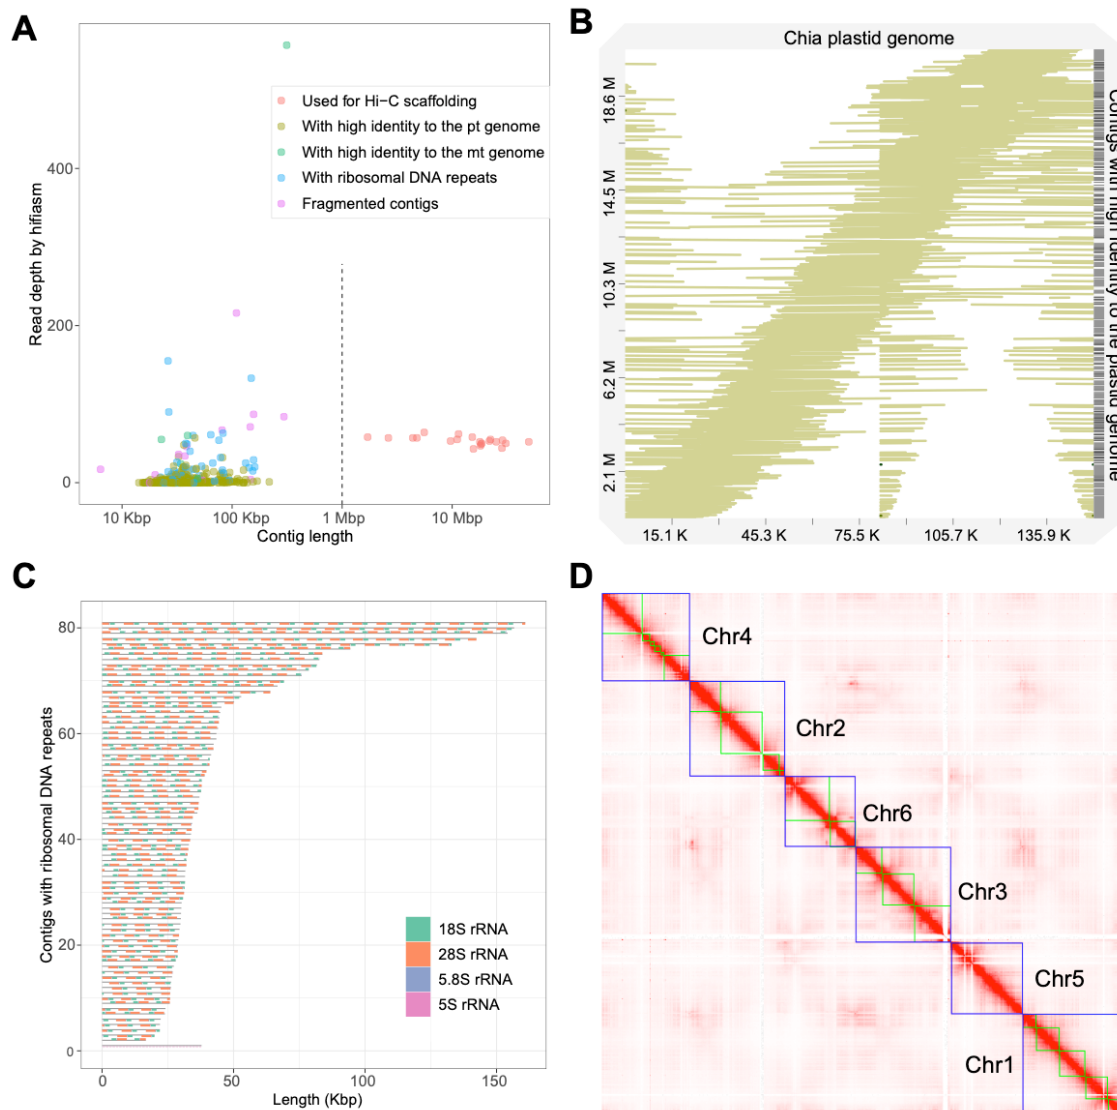 A
Read depth by hifiasm
400
200
0
10 Kbp
100 Kbp
1 Mbp
10 Mbp
Contig length
Used for Hi−C scaffolding
With high identity to the pt genome
With high identity to the mt genome
With ribosomal DNA repeats
Fragmented contigs
B
Chia plastid genome
18.6 M
14.5 M
10.3 M
6.2 M
2.1 M
15.1 K
45.3 K
75.5 K
105.7 K
135.9 K
Contigs with high identity to the plastid genome
C
Contigs with ribosomal DNA repeats
80
60
40
20
0
0
50
100
150
Length (Kbp)
18S rRNA
28S rRNA
5.8S rRNA
5S rRNA
D
Chr4
Chr2
Chr6
Chr3
Chr5
Chr1